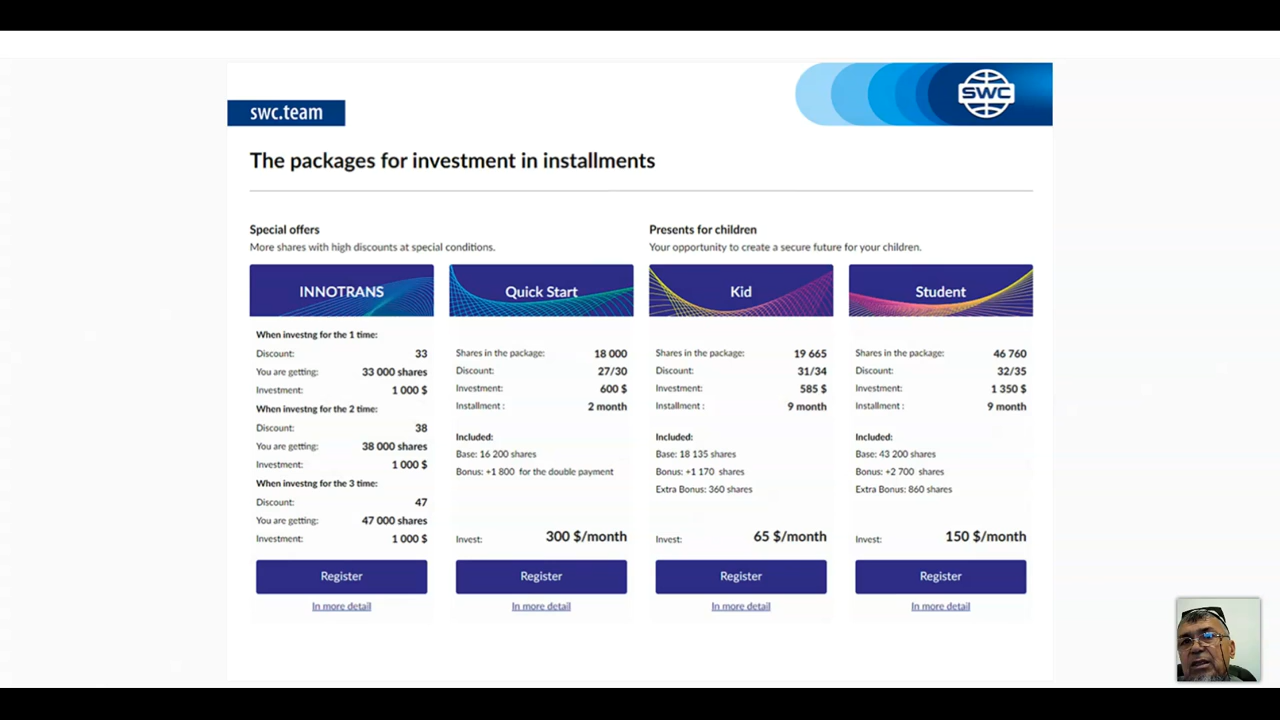 swc.team
SWC
The packages for investment in installments
Special offers
More shares with high discounts at special conditions.
Presents for children
Your opportunity to create a secure future for your children.
INNOTRANS
When investng for the 1 time:
Discount: 33
You are getting: 33 000 shares
Investment: 1 000 $
When investng for the 2 time:
Discount: 38
You are getting: 38 000 shares
Investment: 1 000 $
When investng for the 3 time:
Discount: 47
You are getting: 47 000 shares
Investment: 1 000 $
Register
In more detail
Quick Start
Shares in the package: 18 000
Discount: 27/30
Investment: 600 $
Installment : 2 month
Included:
Base: 16 200 shares
Bonus: +1 800 for the double payment
Invest: 300 $/month
Register
In more detail
Kid
Shares in the package: 19 665
Discount: 31/34
Investment: 585 $
Installment : 9 month
Included:
Base: 18 135 shares
Bonus: +1 170 shares
Extra Bonus: 360 shares
Invest: 65 $/month
Register
In more detail
Student
Shares in the package: 46 760
Discount: 32/35
Investment: 1 350 $
Installment : 9 month
Included:
Base: 43 200 shares
Bonus: +2 700 shares
Extra Bonus: 860 shares
Invest: 150 $/month
Register
In more detail